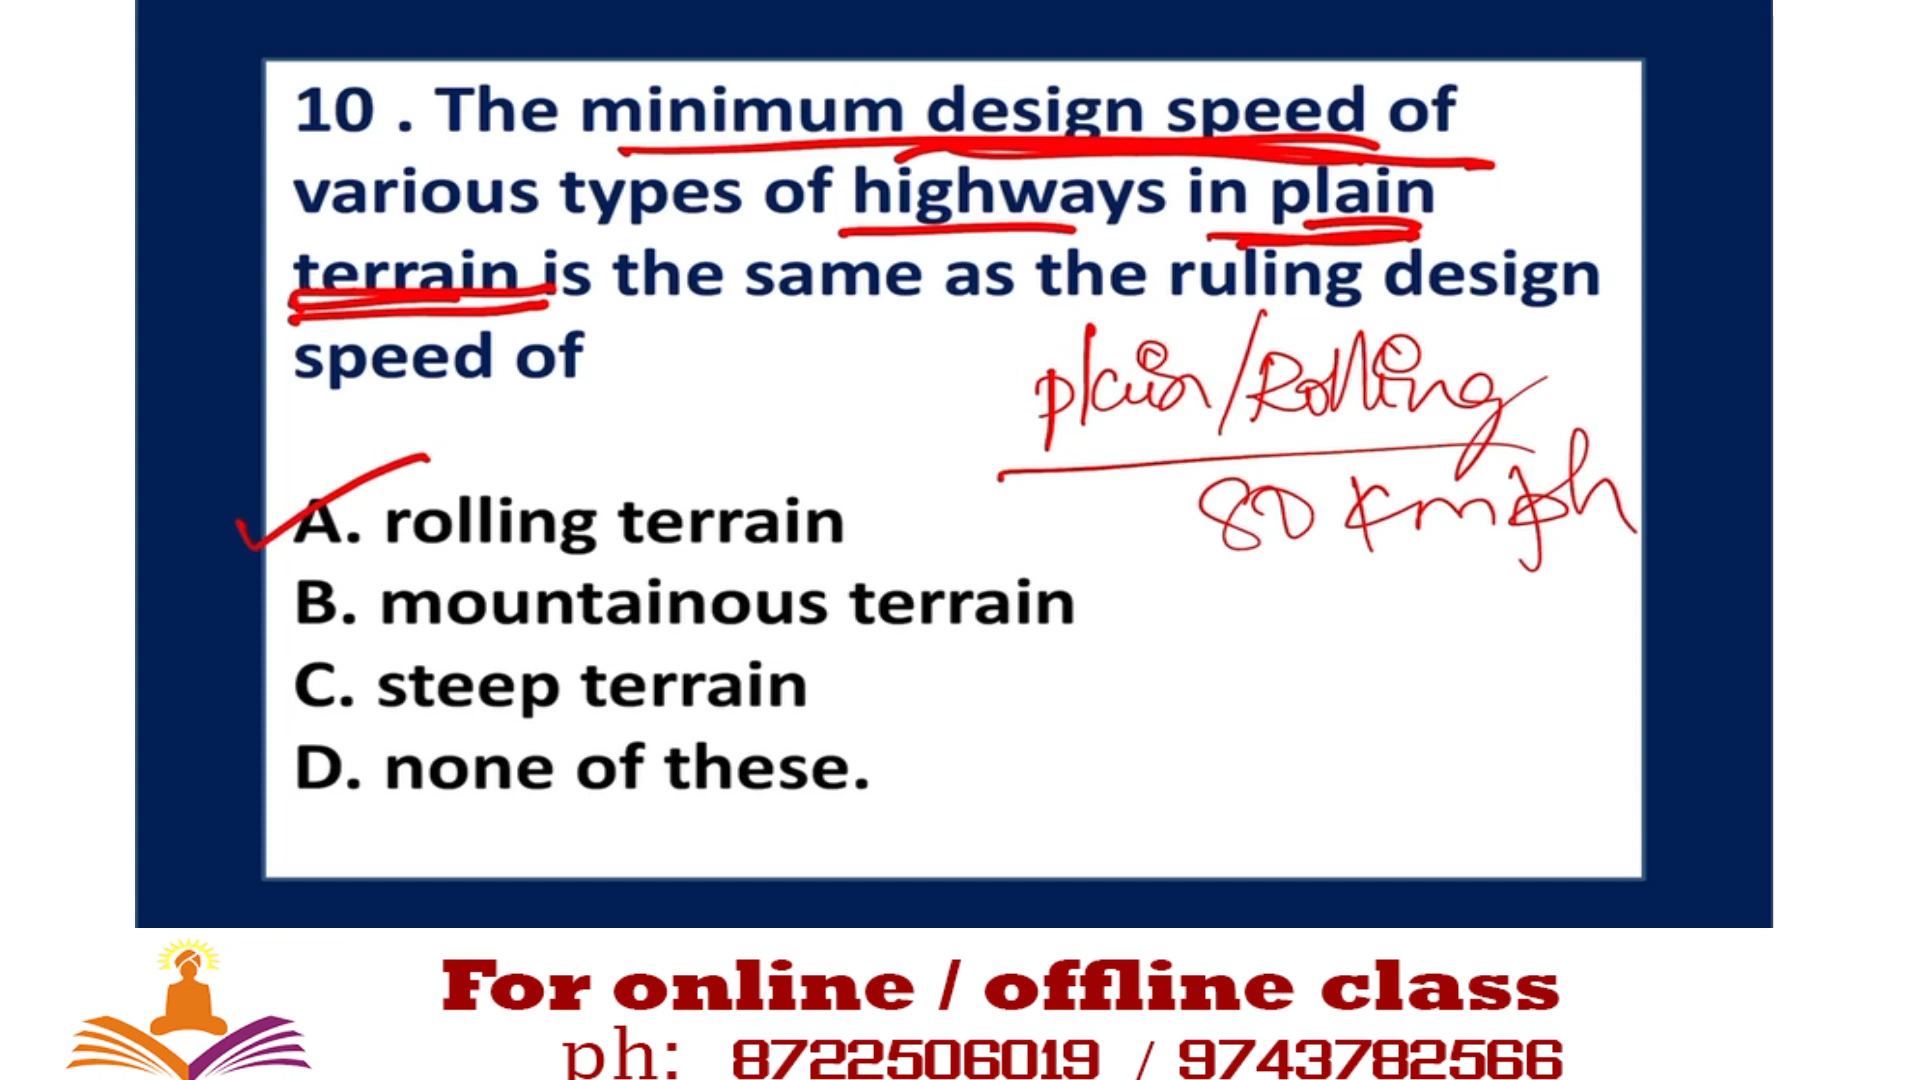 10 . The minimum design speed of
various types of highways in plain
terrain is the same as the ruling design
speed of
plain/Rolling
80 Kmph
A. rolling terrain
B. mountainous terrain
C. steep terrain
D. none of these.
For online / offline class
ph: 8722506019 / 9743782566